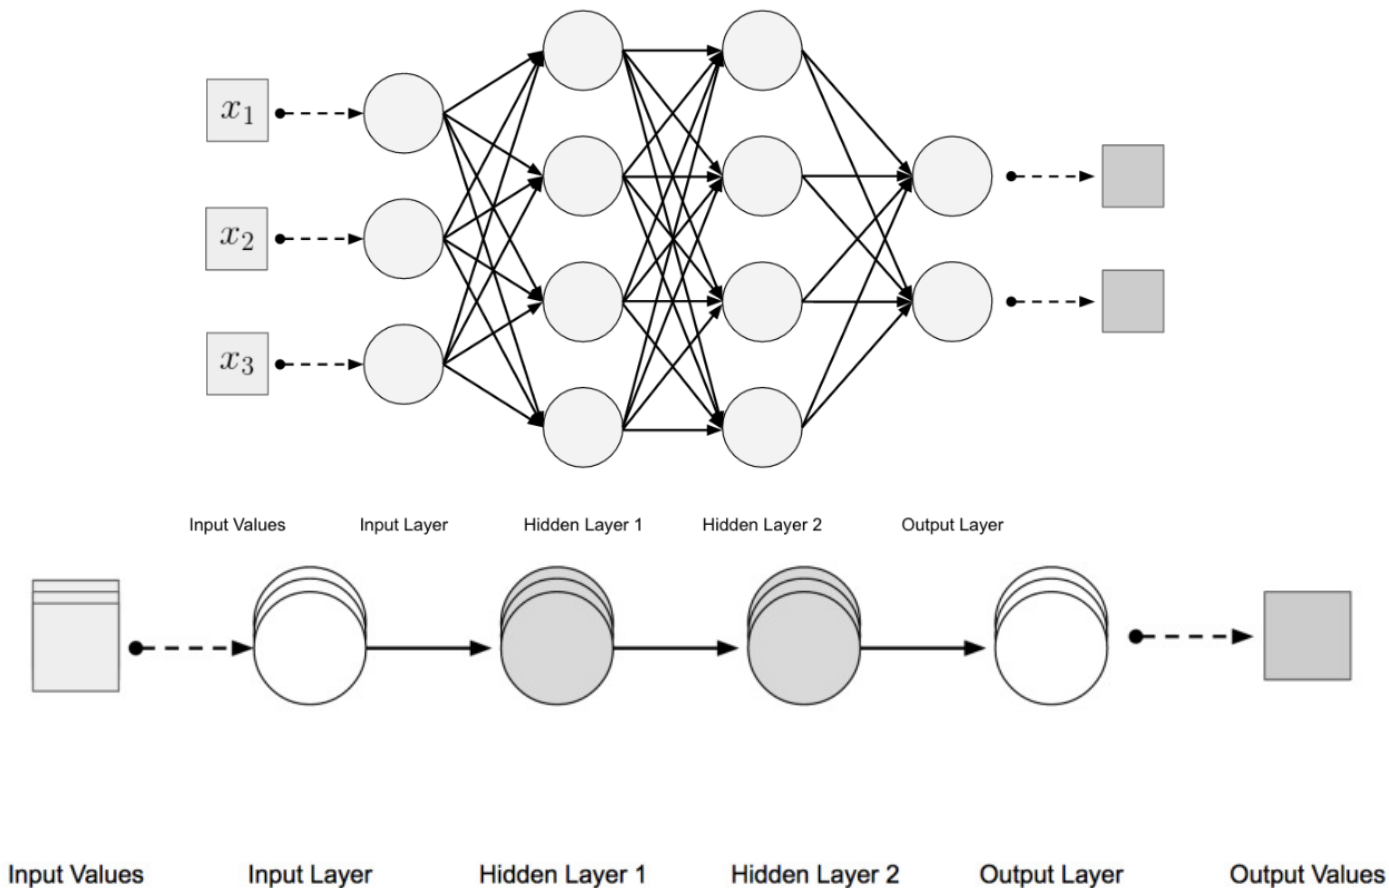 x₁
x₂
x₃
Input Values Input Layer Hidden Layer 1 Hidden Layer 2 Output Layer
Input Values Input Layer Hidden Layer 1 Hidden Layer 2 Output Layer Output Values